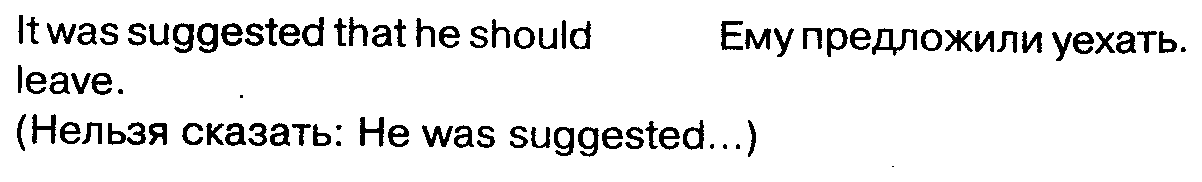 It was suggested that he should Ему предложили уехать.
leave.
(Нельзя сказать: He was suggested...)